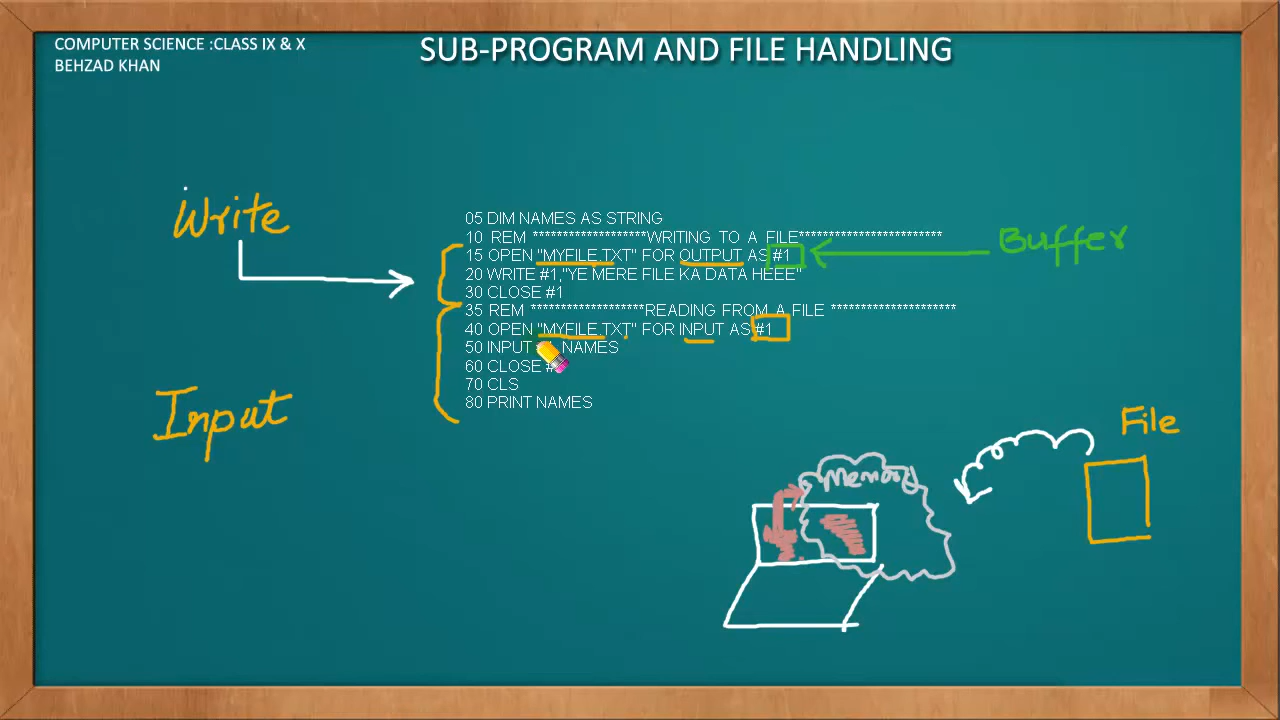 COMPUTER SCIENCE :CLASS IX & X
BEHZAD KHAN
SUB-PROGRAM AND FILE HANDLING
Write
05 DIM NAMES AS STRING
10 REM *******************WRITING TO A FILE************************
15 OPEN "MYFILE.TXT" FOR OUTPUT AS #1
20 WRITE #1,"YE MERE FILE KA DATA HEEE"
30 CLOSE #1
35 REM *******************READING FROM A FILE *********************
40 OPEN "MYFILE.TXT" FOR INPUT AS #1
50 INPUT NAMES
60 CLOSE #
70 CLS
80 PRINT NAMES
Buffer
Input
File
Memory